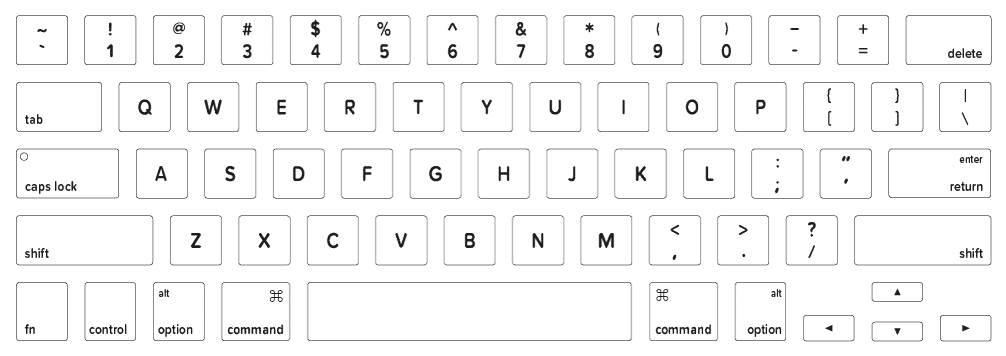 ~ ! @ # $ % ^ & * ( ) – +
` 1 2 3 4 5 6 7 8 9 0 - = delete
tab Q W E R T Y U I O P { } |
[ ] \
caps lock A S D F G H J K L : “ enter
; ‘ return
shift Z X C V B N M < > ? shift
, . /
alt ⌘ ⌘ alt ▲
fn control option command command option ◄ ▼ ►